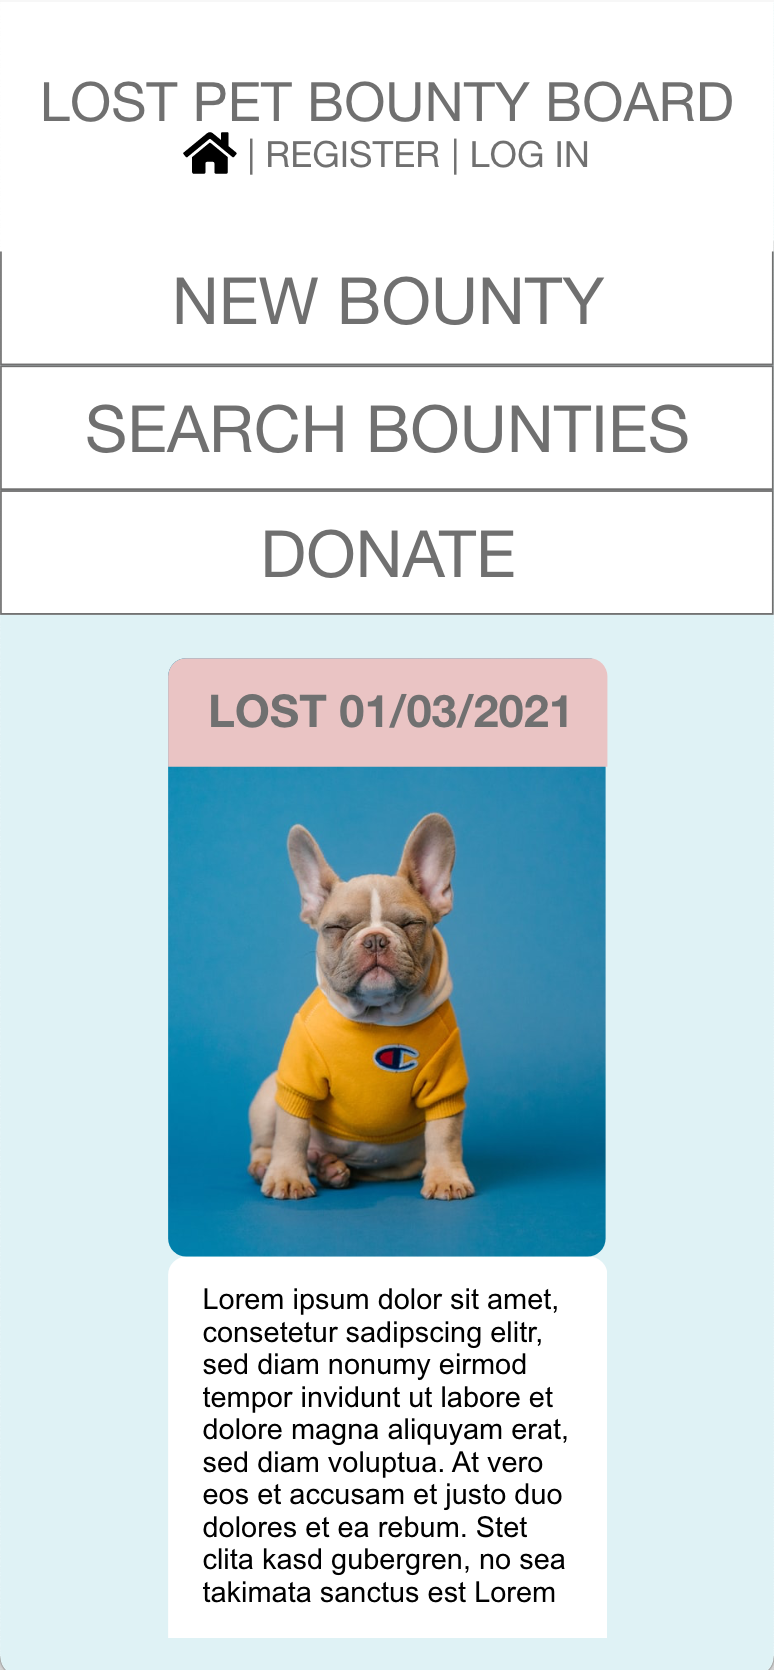 LOST PET BOUNTY BOARD
| REGISTER | LOG IN
NEW BOUNTY
SEARCH BOUNTIES
DONATE
LOST 01/03/2021
Lorem ipsum dolor sit amet,
consetetur sadipscing elitr,
sed diam nonumy eirmod
tempor invidunt ut labore et
dolore magna aliquyam erat,
sed diam voluptua. At vero
eos et accusam et justo duo
dolores et ea rebum. Stet
clita kasd gubergren, no sea
takimata sanctus est Lorem